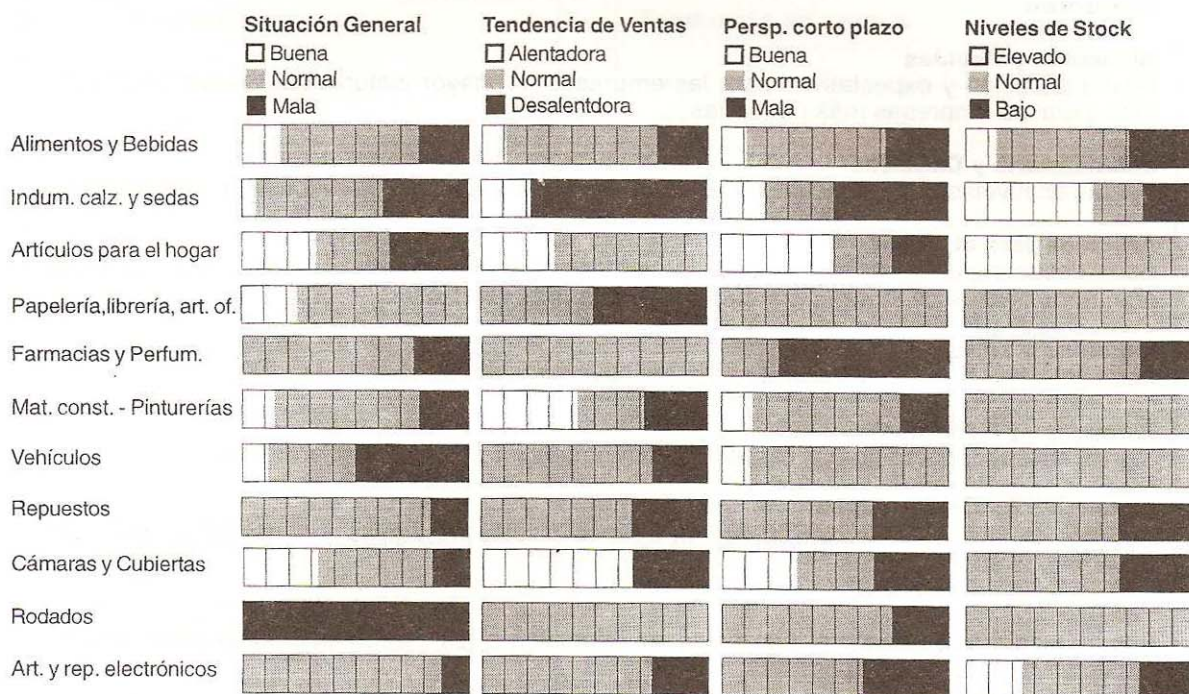 Situación General
Buena
Normal
Mala
Tendencia de Ventas
Alentadora
Normal
Desalentdora
Persp. corto plazo
Buena
Normal
Mala
Niveles de Stock
Elevado
Normal
Bajo
Alimentos y Bebidas
Indum. calz. y sedas
Artículos para el hogar
Papelería,librería, art. of.
Farmacias y Perfum.
Mat. const. - Pinturerías
Vehículos
Repuestos
Cámaras y Cubiertas
Rodados
Art. y rep. electrónicos